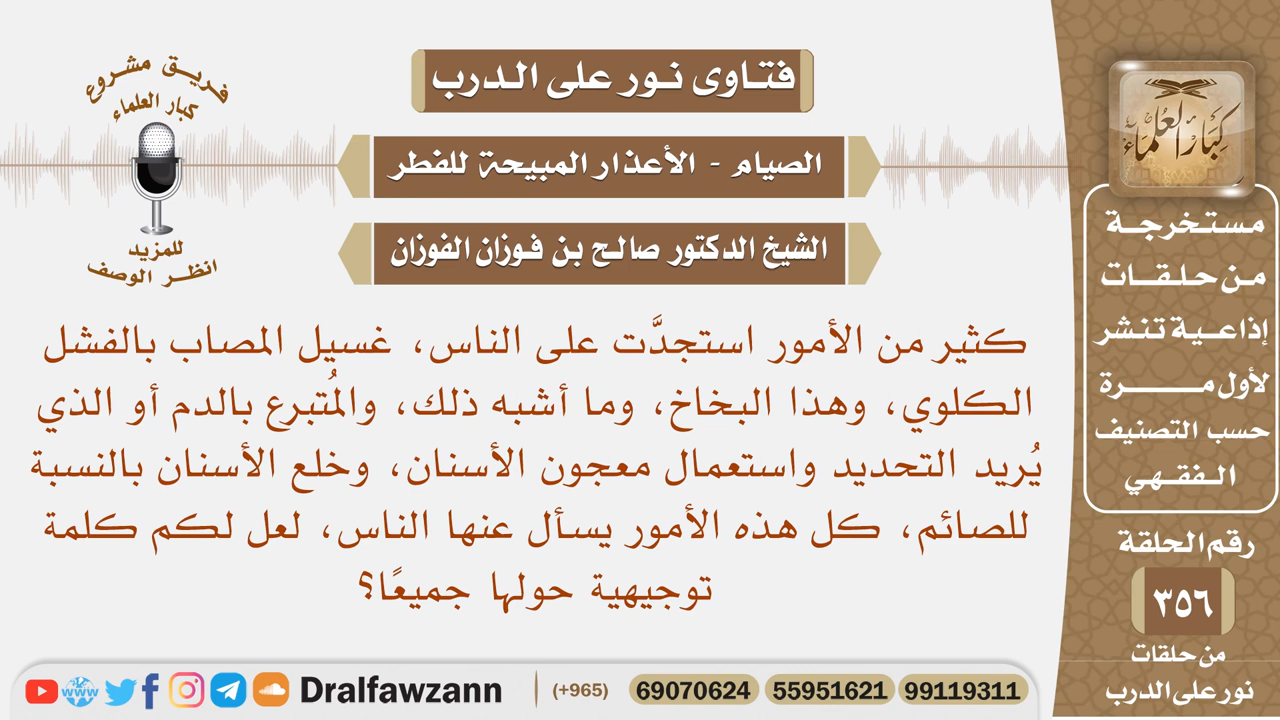 فتاوى نور على الدرب
الصيام - الأعذار المبيحة للفطر
الشيخ الدكتور صالح بن فوزان الفوزان
فريق مشروع
كبار العلماء
للمزيد
انظر الوصف
كثير من الأمور استجدَّت على الناس، غسيل المصاب بالفشل
الكلوي، وهذا البخاخ، وما أشبه ذلك، والمُتبرع بالدم أو الذي
يُريد التحديد واستعمال معجون الأسنان، وخلع الأسنان بالنسبة
للصائم، كل هذه الأمور يسأل عنها الناس، لعل لكم كلمة
توجيهية حولها جميعًا؟
كبار العلماء
مستخرجة
من حلقات
إذاعية تنشر
لأول مرة
حسب التصنيف
الفقهي
رقم الحلقة
٣٥٦
من حلقات
نور على الدرب
www
Dralfawzann
(+965)
69070624
55951621
99119311